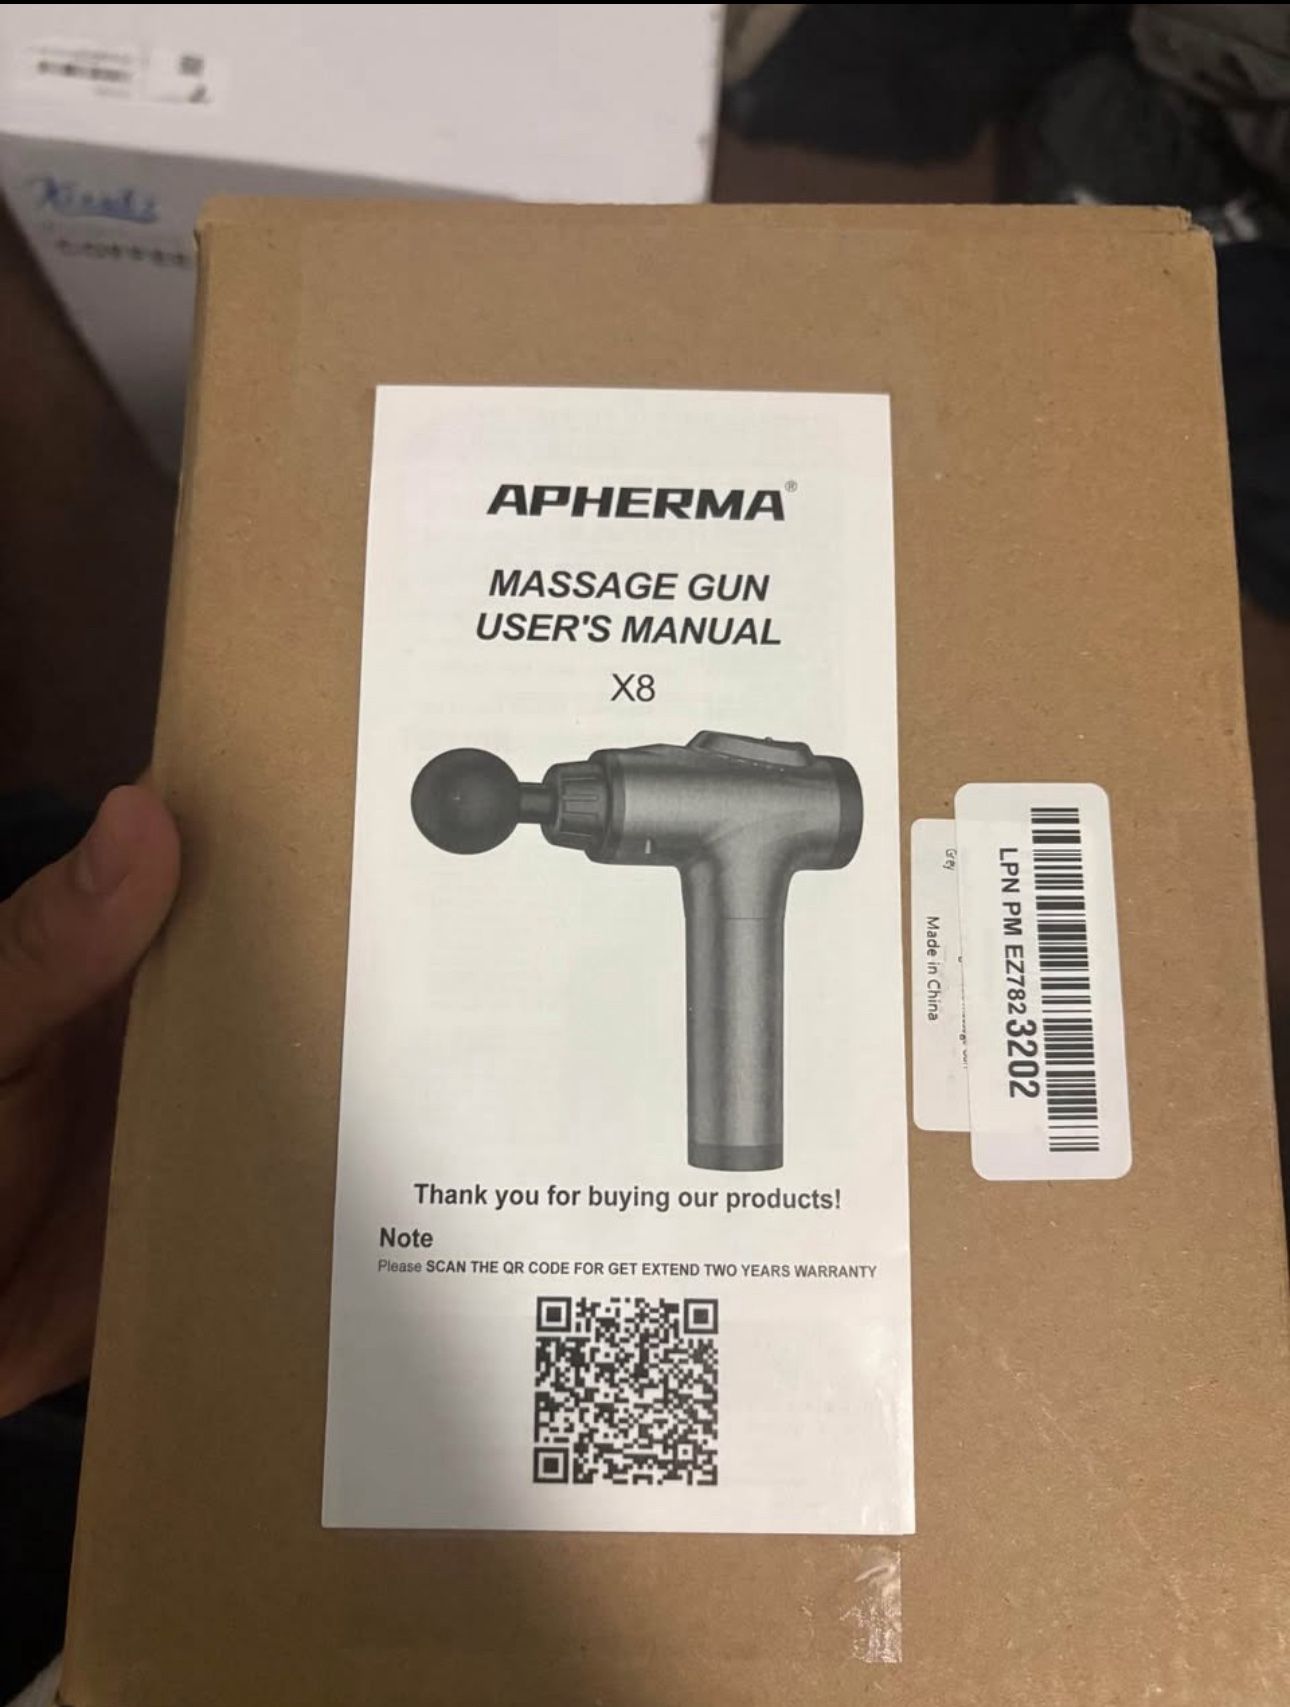 APHERMA®
MASSAGE GUN
USER'S MANUAL
X8
Thank you for buying our products!
Note
Please SCAN THE QR CODE FOR GET EXTEND TWO YEARS WARRANTY
LPN PM EZ7823202
Grey
Made in China